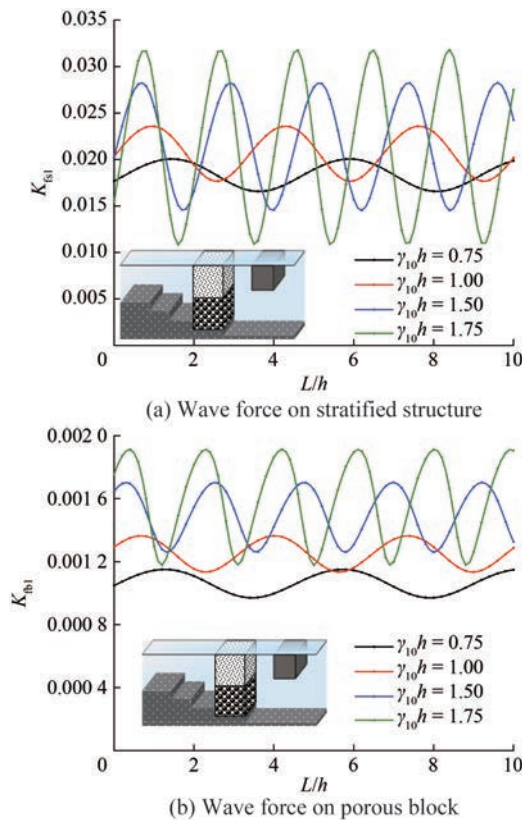 0.035
0.030
0.025
0.020
0.015
0.010
0.005
0
K_fs1
γ₁₀h = 0.75
γ₁₀h = 1.00
γ₁₀h = 1.50
γ₁₀h = 1.75
0 2 4 6 8 10
L/h
(a) Wave force on stratified structure
0.002 0
0.001 6
0.001 2
0.000 8
0.000 4
0
K_fb1
γ₁₀h = 0.75
γ₁₀h = 1.00
γ₁₀h = 1.50
γ₁₀h = 1.75
0 2 4 6 8 10
L/h
(b) Wave force on porous block